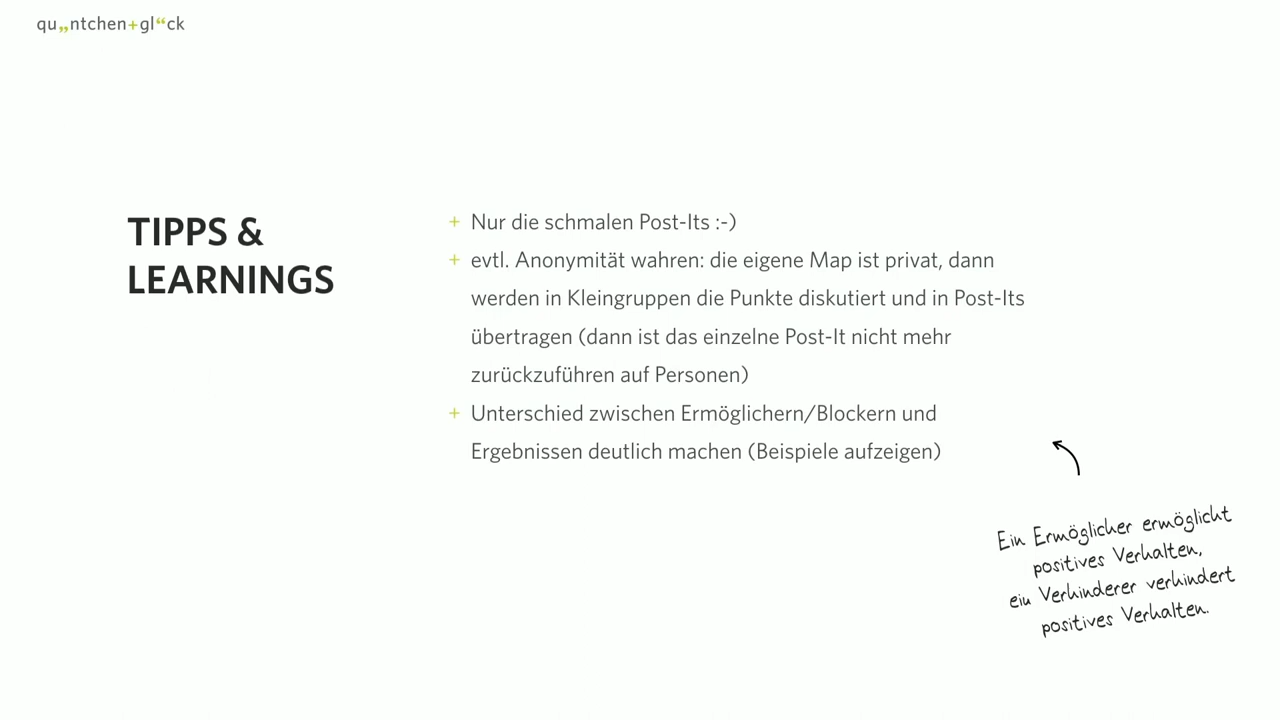 qu„ntchen+gl“ck
TIPPS &
LEARNINGS
+ Nur die schmalen Post-Its :-)
+ evtl. Anonymität wahren: die eigene Map ist privat, dann
werden in Kleingruppen die Punkte diskutiert und in Post-Its
übertragen (dann ist das einzelne Post-It nicht mehr
zurückzuführen auf Personen)
+ Unterschied zwischen Ermöglichern/Blockern und
Ergebnissen deutlich machen (Beispiele aufzeigen)
Ein Ermöglicher ermöglicht
positives Verhalten,
ein Verhinderer verhindert
positives Verhalten.